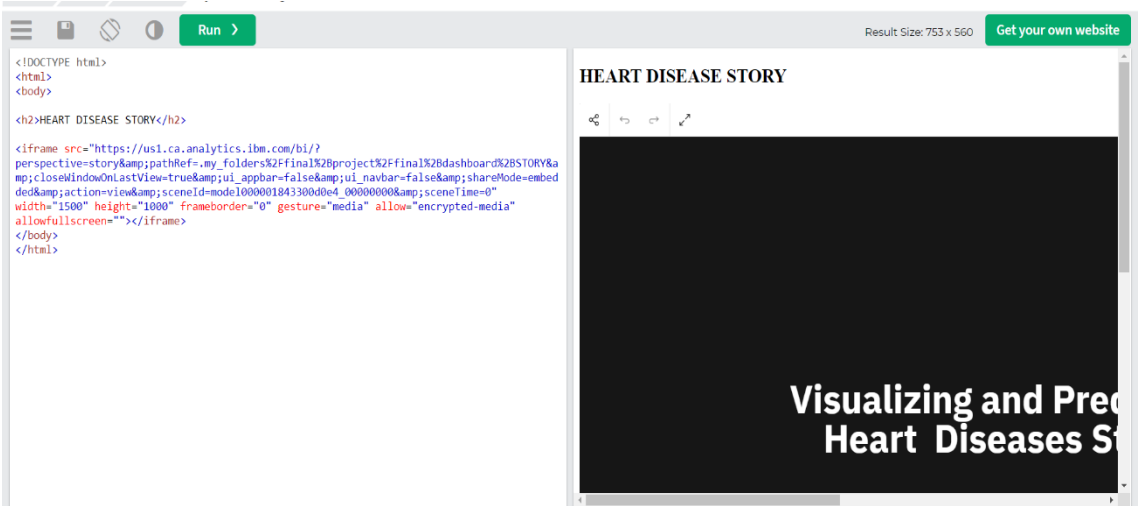 Run ❯
Result Size: 753 x 560
Get your own website
<!DOCTYPE html>
<html>
<body>
<h2>HEART DISEASE STORY</h2>
<iframe src="https://us1.ca.analytics.ibm.com/bi/?
perspective=story&amp;pathRef=.my_folders%2Ffinal%2Bproject%2Ffinal%2Bdashboard%2BSTORY&a
mp;closeWindowOnLastView=true&amp;ui_appbar=false&amp;ui_navbar=false&amp;shareMode=embed
ded&amp;action=view&amp;sceneId=model000001843300d0e4_00000000&amp;sceneTime=0"
width="1500" height="1000" frameborder="0" gesture="media" allow="encrypted-media"
allowfullscreen=""></iframe>
</body>
</html>
HEART DISEASE STORY
Visualizing and Pred
Heart Diseases St